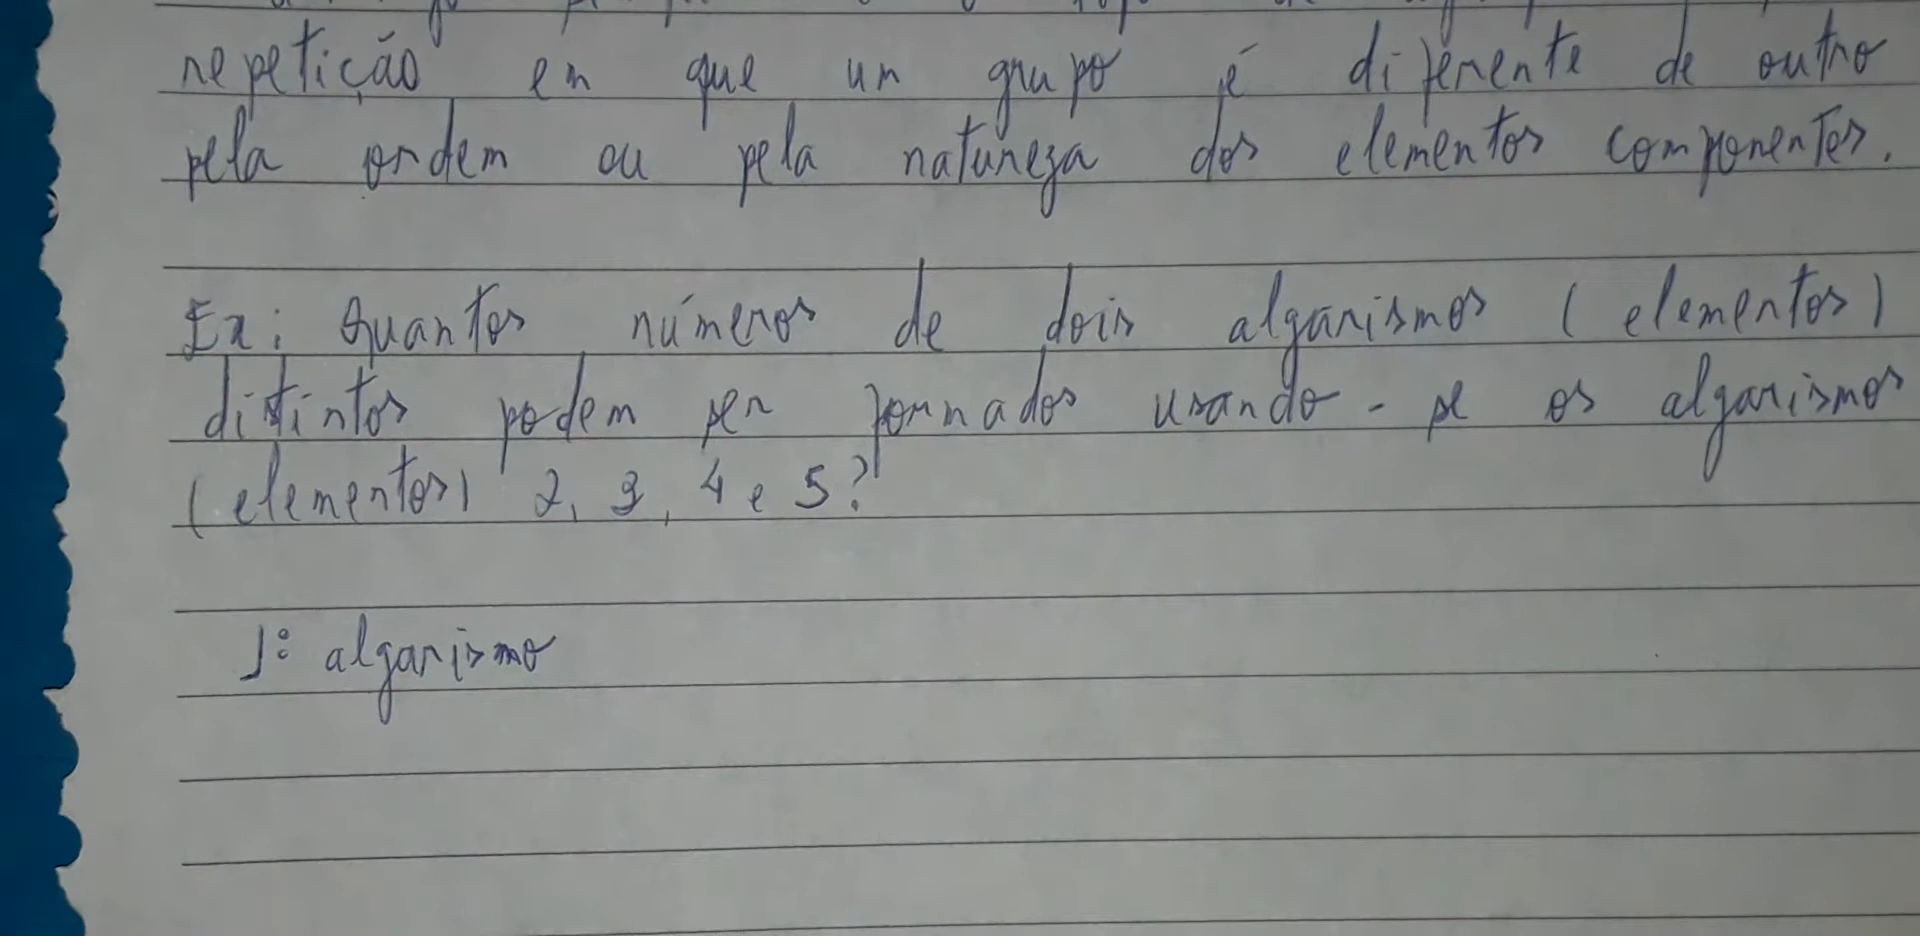 repetição em que um grupo é diferente de outro
pela ordem ou pela natureza dos elementos componentes.
Ex: Quantos números de dois algarismos (elementos)
distintos podem ser formados usando-se os algarismos
(elementos) 2, 3, 4 e 5?
1º algarismo